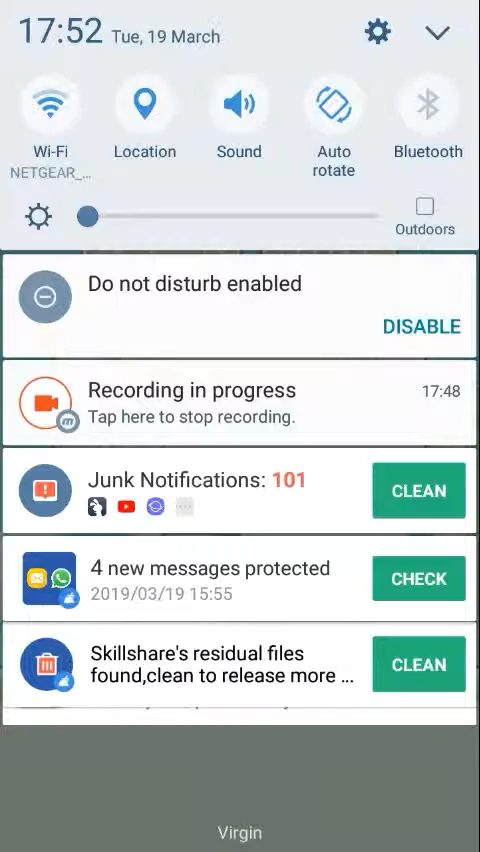 17:52 Tue, 19 March
Wi-Fi
NETGEAR_...
Location
Sound
Auto
rotate
Bluetooth
Outdoors
Do not disturb enabled
DISABLE
Recording in progress
17:48
Tap here to stop recording.
Junk Notifications: 101
CLEAN
4 new messages protected
2019/03/19 15:55
CHECK
Skillshare's residual files
found,clean to release more ...
CLEAN
Virgin